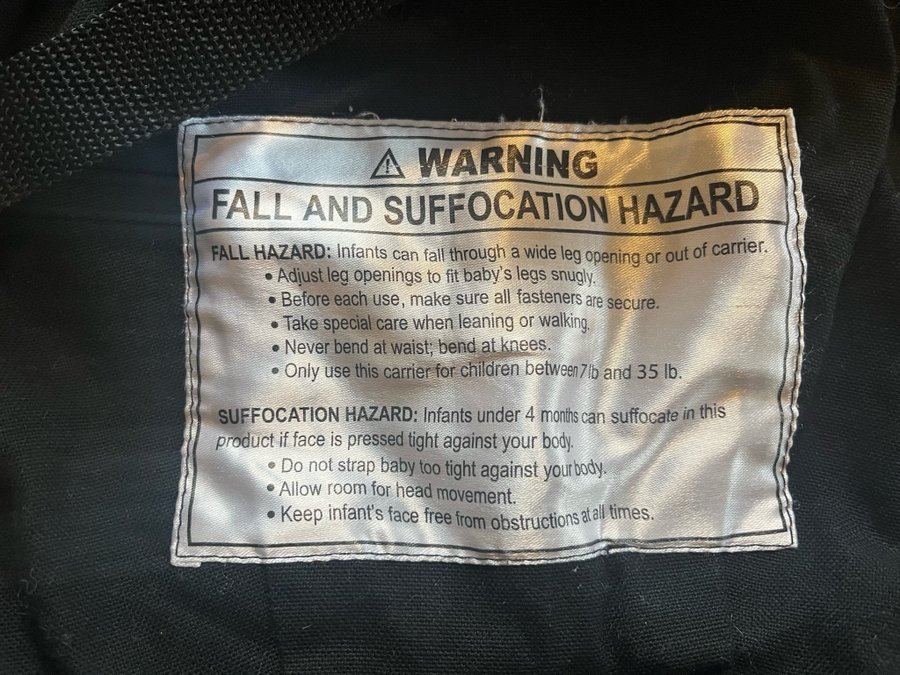 ⚠ WARNING
FALL AND SUFFOCATION HAZARD
FALL HAZARD: Infants can fall through a wide leg opening or out of carrier.
• Adjust leg openings to fit baby's legs snugly.
• Before each use, make sure all fasteners are secure.
• Take special care when leaning or walking.
• Never bend at waist; bend at knees.
• Only use this carrier for children between 7 lb and 35 lb.
SUFFOCATION HAZARD: Infants under 4 months can suffocate in this
product if face is pressed tight against your body.
• Do not strap baby too tight against your body.
• Allow room for head movement.
• Keep infant's face free from obstructions at all times.